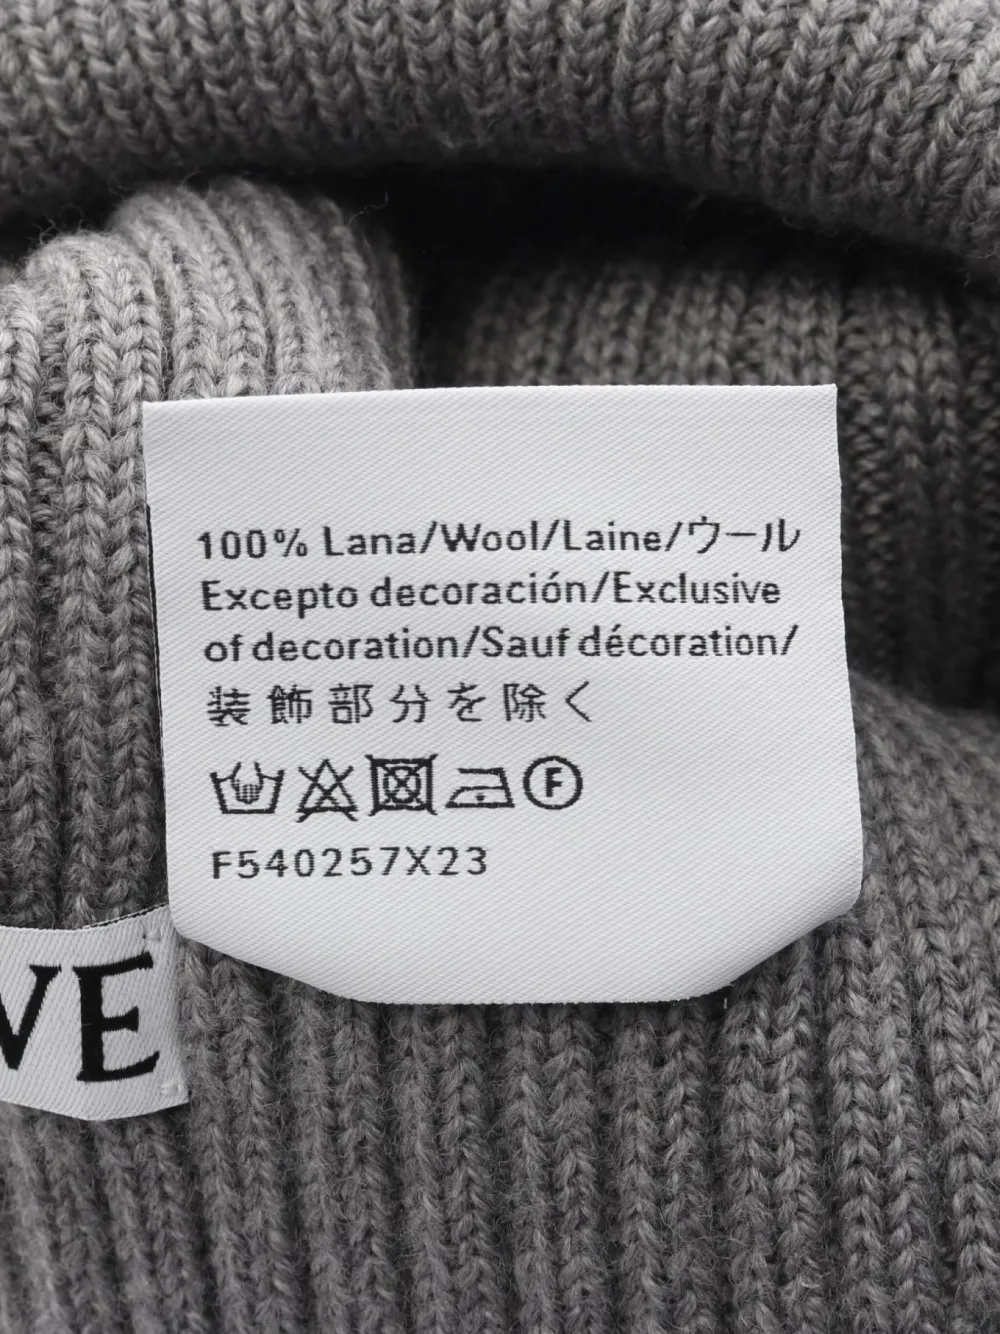 100% Lana/Wool/Laine/ウール
Excepto decoración/Exclusive
of decoration/Sauf décoration/
装飾部分を除く
F
F540257X23
VE